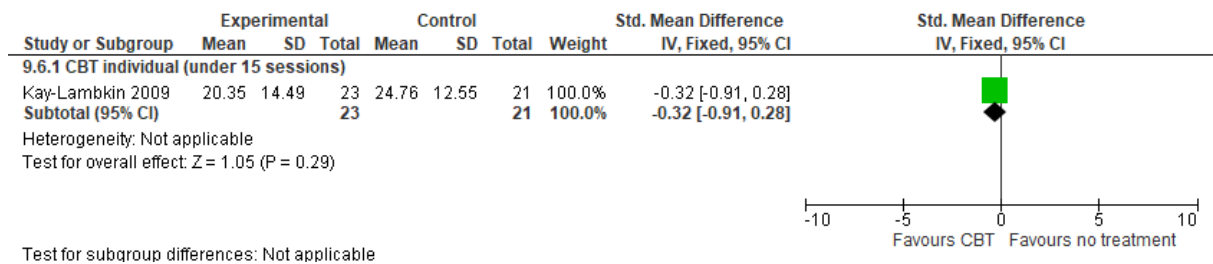 Experimental Control Std. Mean Difference Std. Mean Difference
Study or Subgroup Mean SD Total Mean SD Total Weight IV, Fixed, 95% CI IV, Fixed, 95% CI
9.6.1 CBT individual (under 15 sessions)
Kay-Lambkin 2009 20.35 14.49 23 24.76 12.55 21 100.0% -0.32 [-0.91, 0.28]
Subtotal (95% CI) 23 21 100.0% -0.32 [-0.91, 0.28]
Heterogeneity: Not applicable
Test for overall effect: Z = 1.05 (P = 0.29)
-10 -5 0 5 10
Favours CBT Favours no treatment
Test for subgroup differences: Not applicable